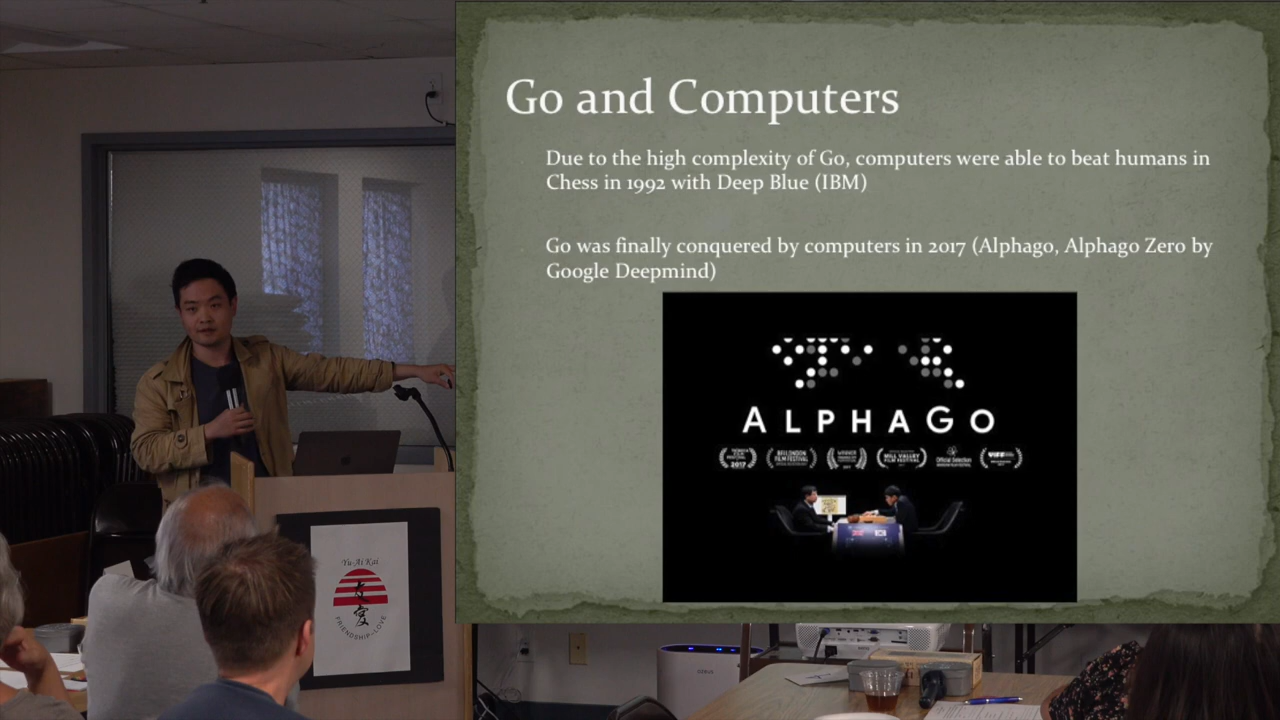 Go and Computers
Due to the high complexity of Go, computers were able to beat humans in
Chess in 1992 with Deep Blue (IBM)
Go was finally conquered by computers in 2017 (Alphago, Alphago Zero by
Google Deepmind)
ALPHAGO
2017
Yu-Ai Kai
友愛
FRIENDSHIP-LOVE